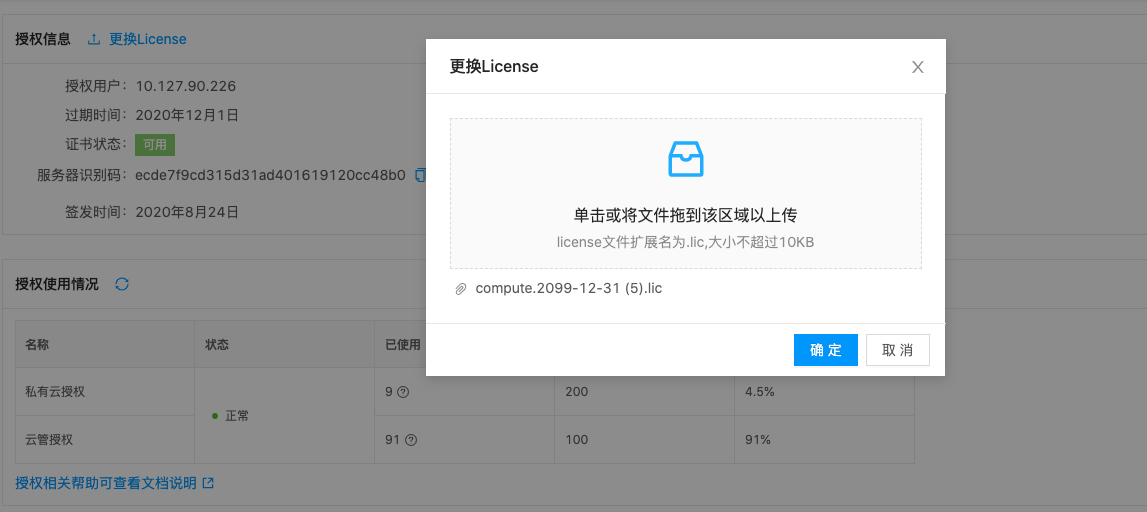 授权信息 更换License
授权用户： 10.127.90.226
过期时间： 2020年12月1日
证书状态： 可用
服务器识别码： ecde7f9cd315d31ad401619120cc48b0
签发时间： 2020年8月24日
授权使用情况
名称 状态 已使用
私有云授权 正常 9 200 4.5%
云管授权 91 100 91%
授权相关帮助可查看文档说明
更换License
单击或将文件拖到该区域以上传
license文件扩展名为.lic,大小不超过10KB
compute.2099-12-31 (5).lic
确 定 取 消